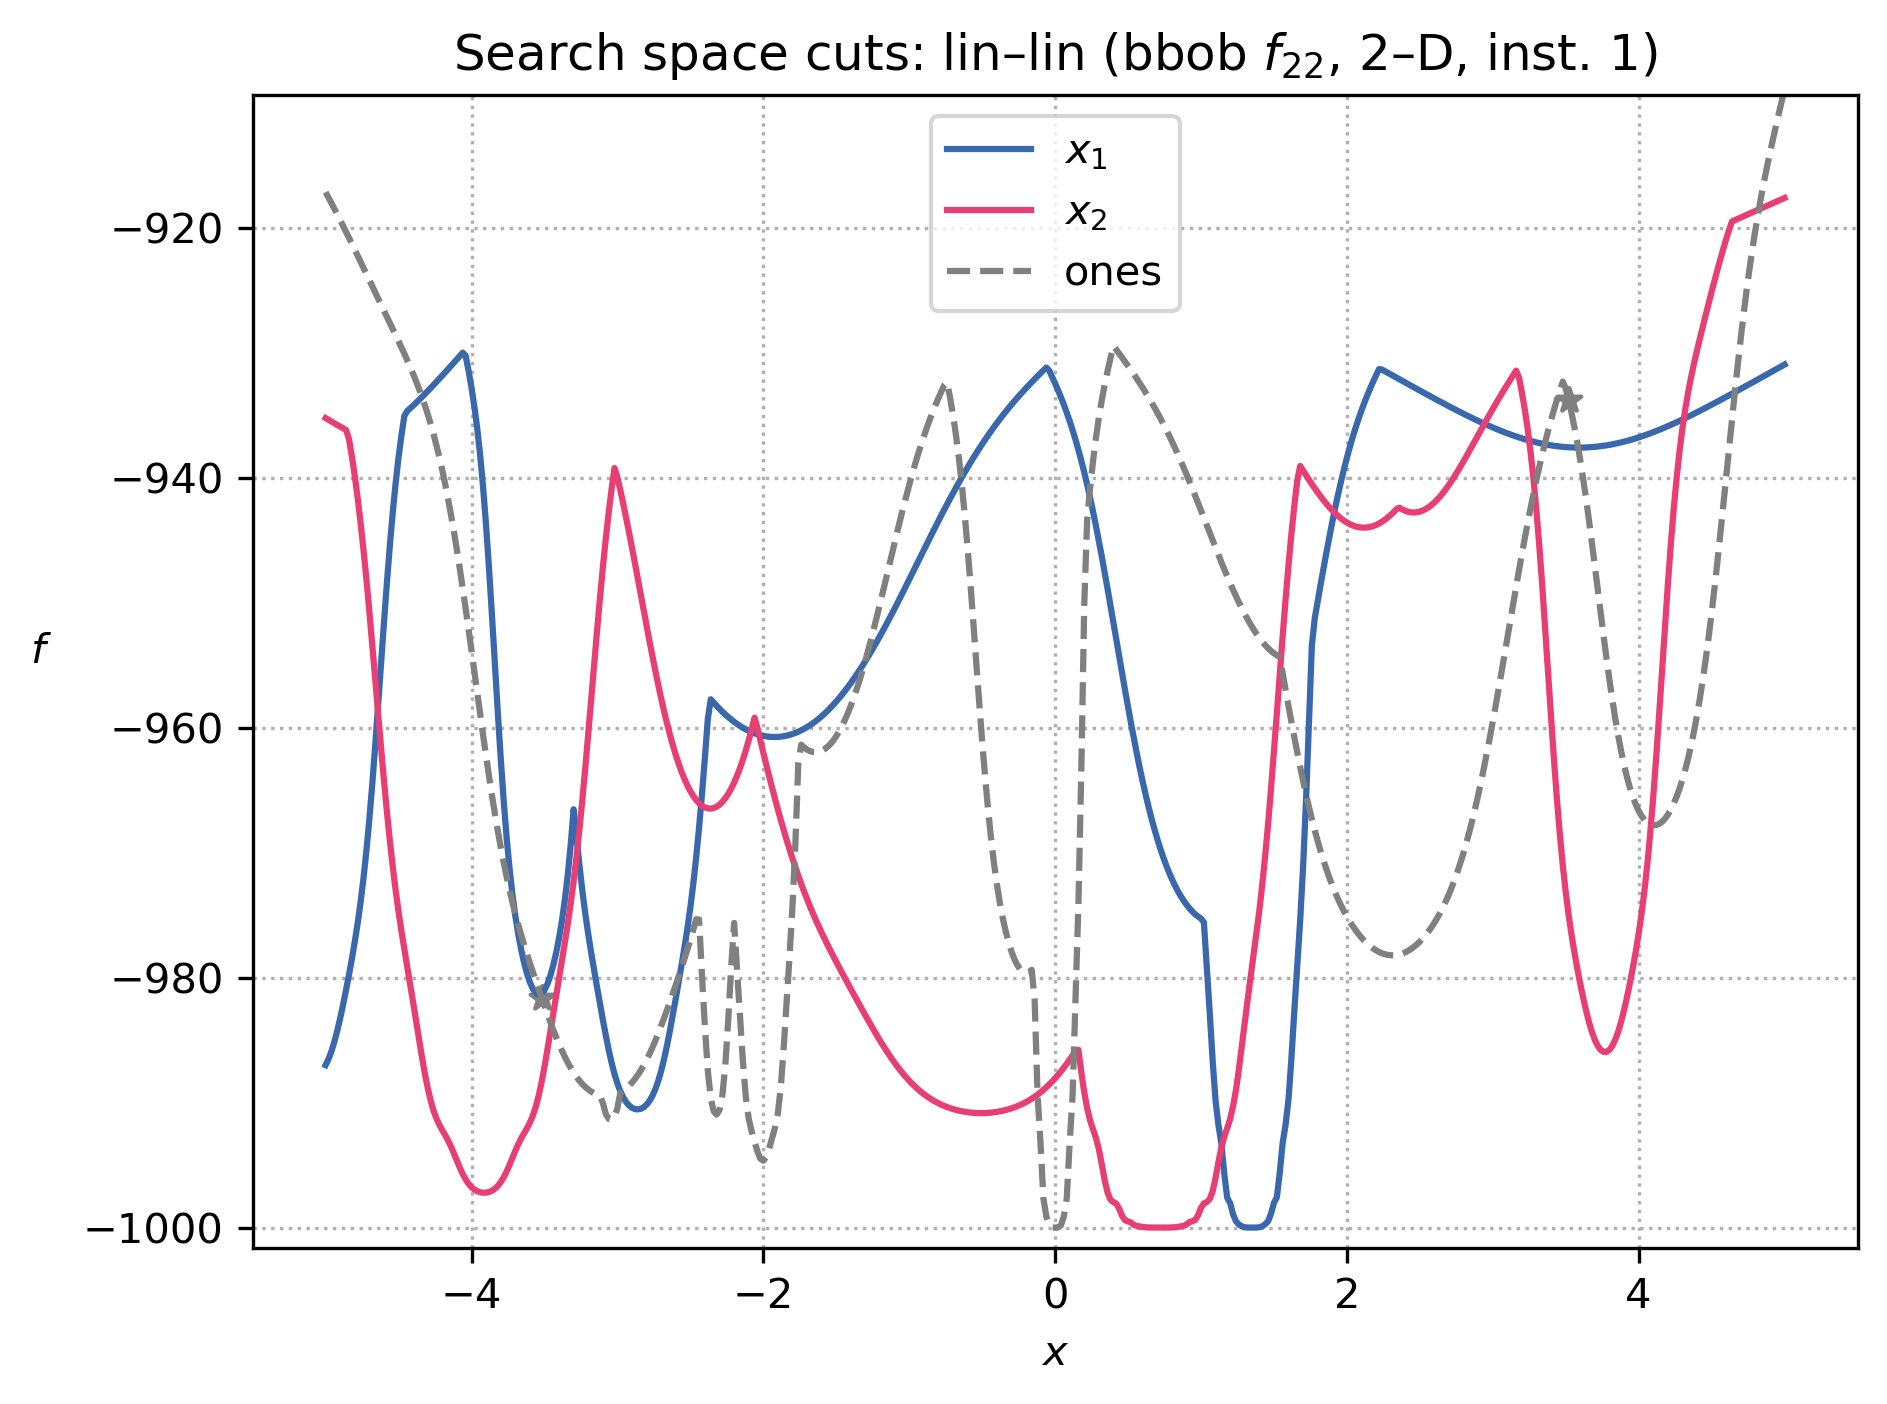 Search space cuts: lin–lin (bbob f₂₂, 2–D, inst. 1)
x₁
x₂
ones
−920
−940
f
−960
−980
−1000
−4 −2 0 2 4
x